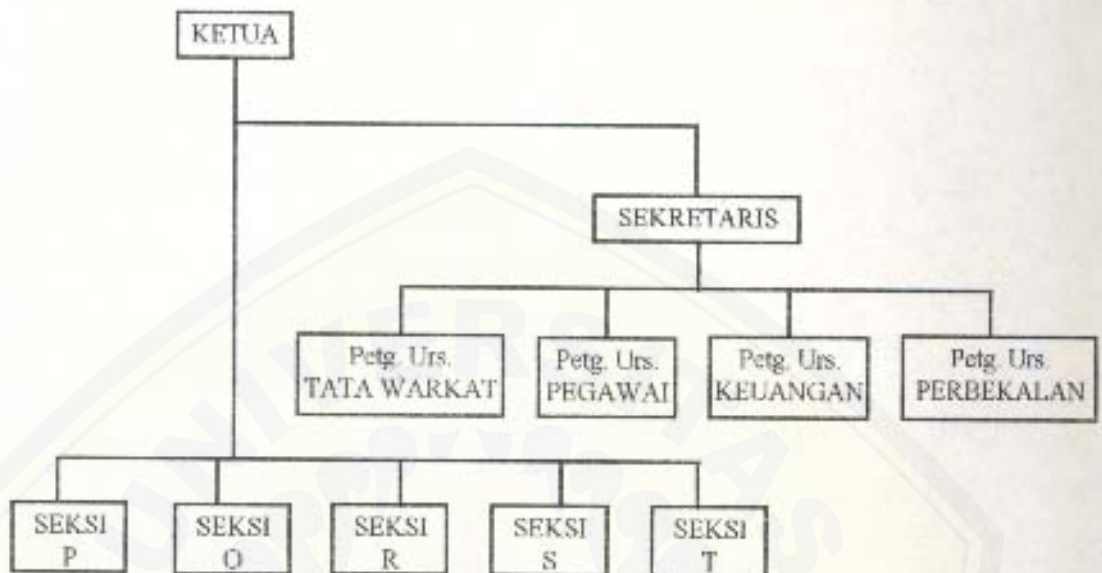 KETUA
SEKRETARIS
Petg. Urs.
TATA WARKAT
Petg. Urs.
PEGAWAI
Petg. Urs.
KEUANGAN
Petg. Urs.
PERBEKALAN
SEKSI
P
SEKSI
O
SEKSI
R
SEKSI
S
SEKSI
T
UNIVERSITAS